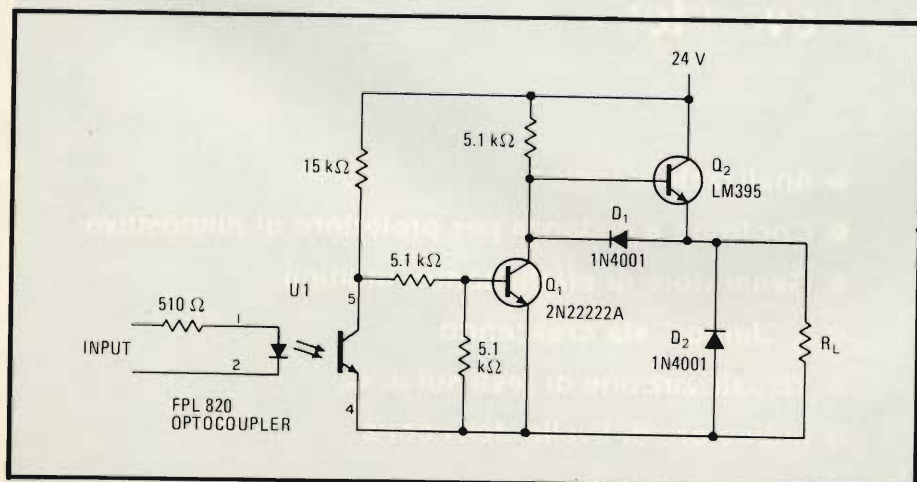 24 V
5.1 kΩ
15 kΩ
Q2
LM395
D1
1N4001
5.1 kΩ
U1
5
Q1
2N22222A
510 Ω
1
INPUT
2
5.1
kΩ
D2
1N4001
RL
4
FPL 820
OPTOCOUPLER